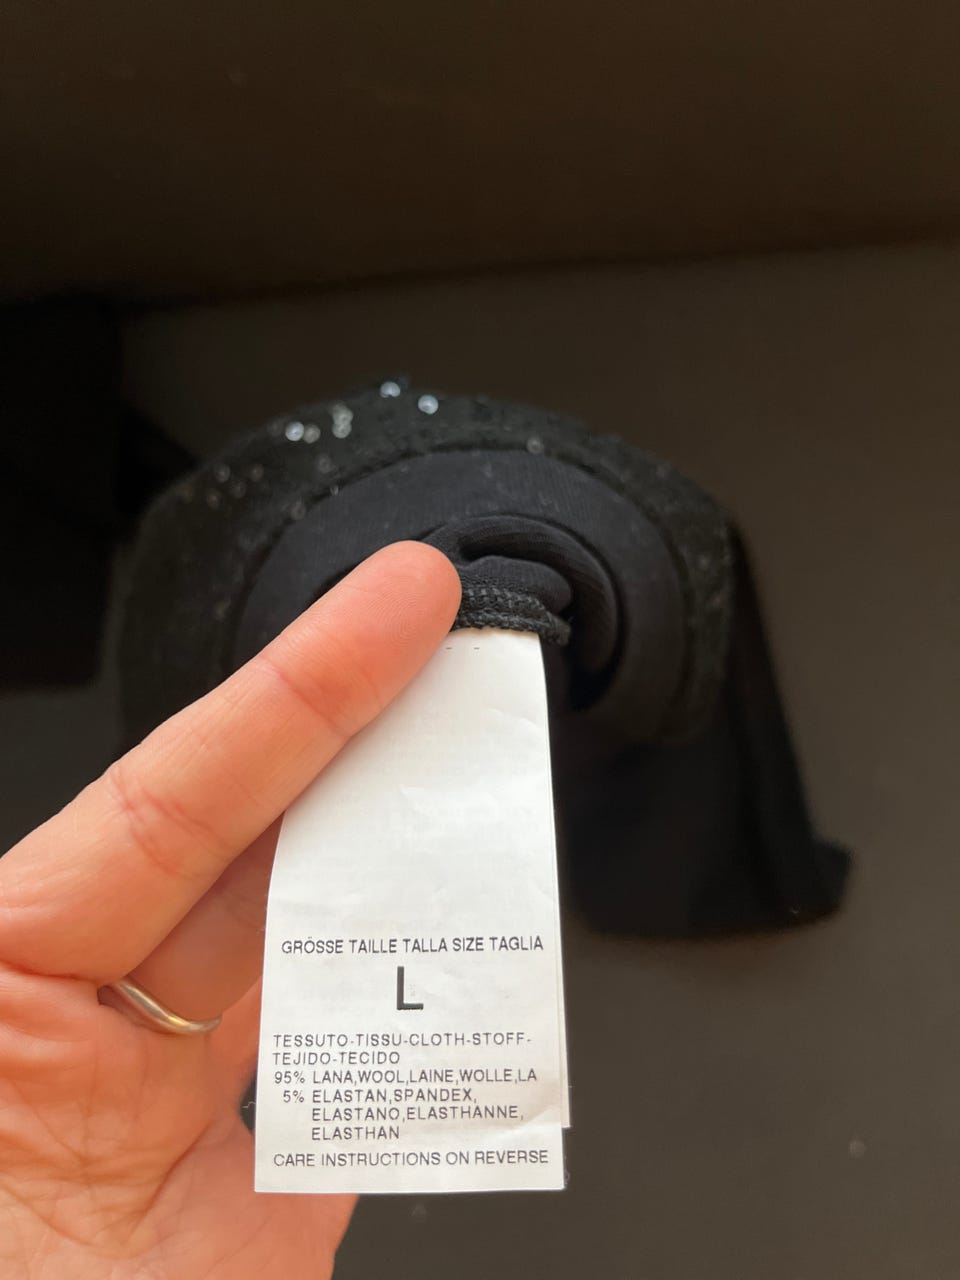 GRÖSSE TAILLE TALLA SIZE TAGLIA
L
TESSUTO-TISSU-CLOTH-STOFF-
TEJIDO-TECIDO
95% LANA,WOOL,LAINE,WOLLE,LA
5% ELASTAN,SPANDEX,
ELASTANO,ELASTHANNE,
ELASTHAN
CARE INSTRUCTIONS ON REVERSE